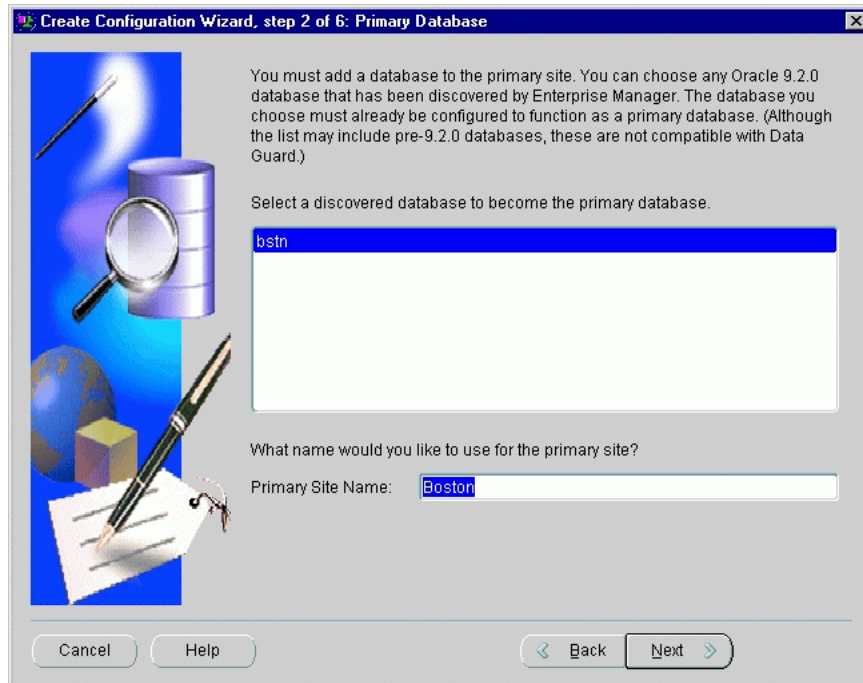 Create Configuration Wizard, step 2 of 6: Primary Database
You must add a database to the primary site. You can choose any Oracle 9.2.0
database that has been discovered by Enterprise Manager. The database you
choose must already be configured to function as a primary database. (Although
the list may include pre-9.2.0 databases, these are not compatible with Data
Guard.)
Select a discovered database to become the primary database.
bstn
What name would you like to use for the primary site?
Primary Site Name: Boston
Cancel Help Back Next